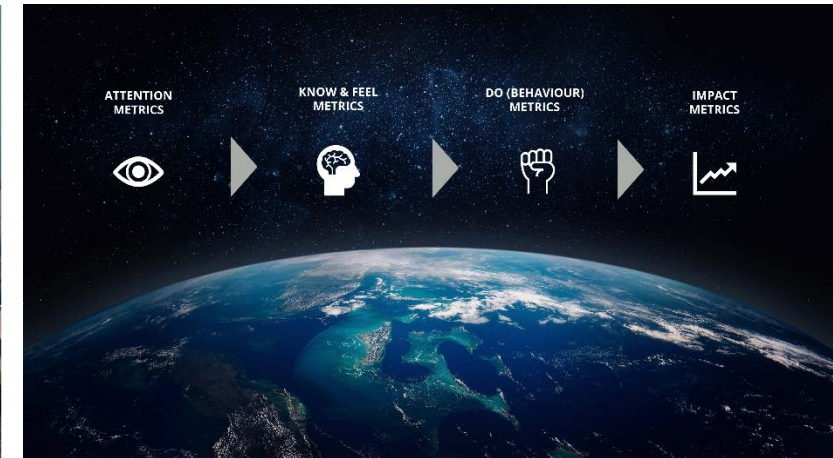 ATTENTION
METRICS
KNOW & FEEL
METRICS
DO (BEHAVIOUR)
METRICS
IMPACT
METRICS